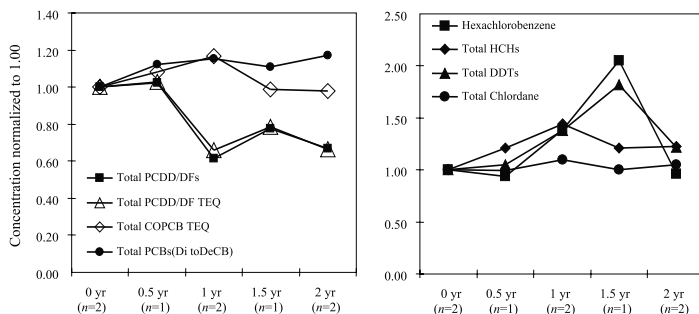 Concentration normalized to 1.00
1.40
1.20
1.00
0.80
0.60
0.40
0.20
0.00
Total PCDD/DFs
Total PCDD/DF TEQ
Total COPCB TEQ
Total PCBs(Di toDeCB)
0 yr 0.5 yr 1 yr 1.5 yr 2 yr
(n=2) (n=1) (n=2) (n=1) (n=2)
2.50
2.00
1.50
1.00
0.50
0.00
Hexachlorobenzene
Total HCHs
Total DDTs
Total Chlordane
0 yr 0.5 yr 1 yr 1.5 yr 2 yr
(n=2) (n=1) (n=2) (n=1) (n=2)